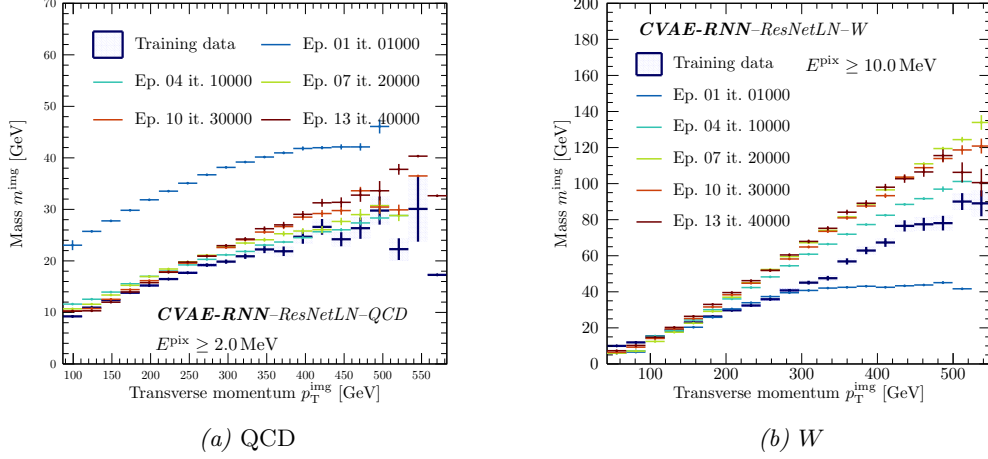 70
60
50
40
30
20
10
0
Mass m^img [GeV]
Training data
Ep. 01 it. 01000
Ep. 04 it. 10000
Ep. 07 it. 20000
Ep. 10 it. 30000
Ep. 13 it. 40000
CVAE-RNN–ResNetLN–QCD
E^pix ≥ 2.0 MeV
100 150 200 250 300 350 400 450 500 550
Transverse momentum p_T^img [GeV]
(a) QCD
200
180
160
140
120
100
80
60
40
20
0
Mass m^img [GeV]
CVAE-RNN–ResNetLN–W
Training data
E^pix ≥ 10.0 MeV
Ep. 01 it. 01000
Ep. 04 it. 10000
Ep. 07 it. 20000
Ep. 10 it. 30000
Ep. 13 it. 40000
100 200 300 400 500
Transverse momentum p_T^img [GeV]
(b) W